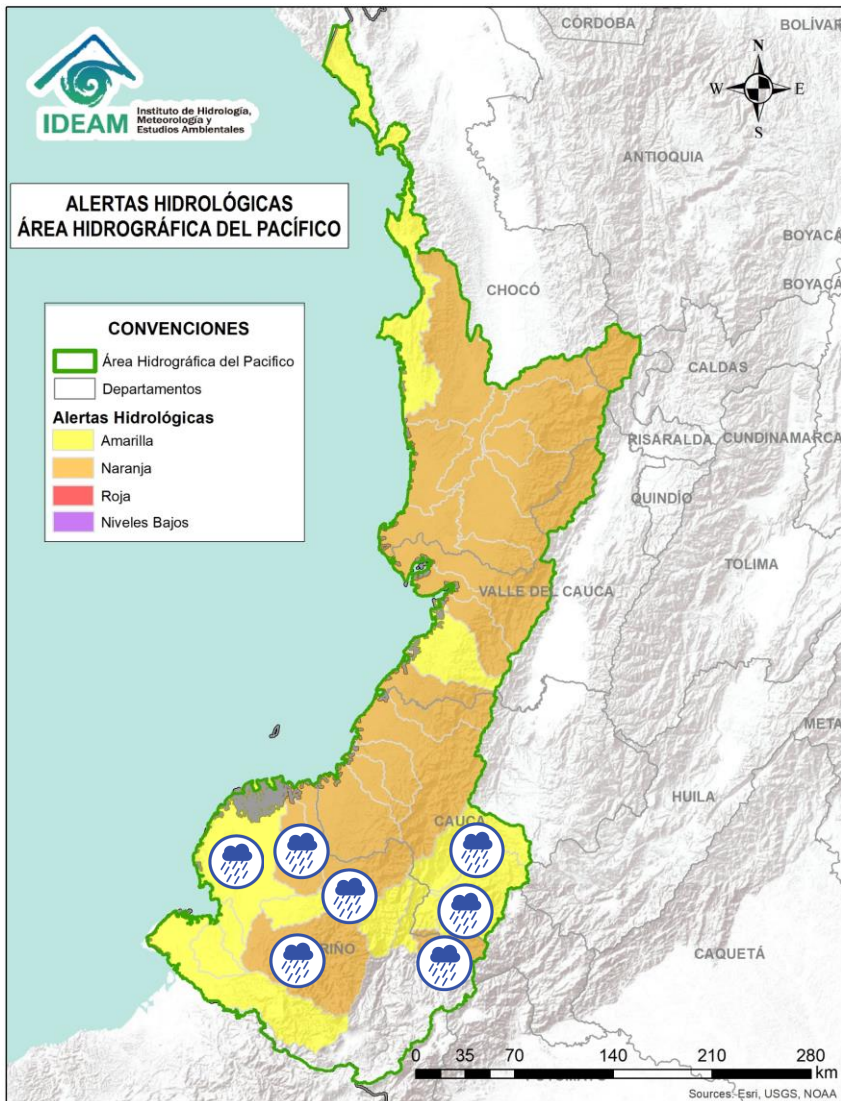 CÓRDOBA
BOLÍVAR
N
W E
S
IDEAM
Instituto de Hidrología,
Meteorología y
Estudios Ambientales
ANTIOQUIA
ALERTAS HIDROLÓGICAS
ÁREA HIDROGRÁFICA DEL PACÍFICO
BOYACÁ
BOYACÁ
CHOCÓ
CONVENCIONES
Área Hidrográfica del Pacifico
Departamentos
Alertas Hidrológicas
Amarilla
Naranja
Roja
Niveles Bajos
CALDAS
RISARALDA
CUNDINAMARCA
QUINDÍO
TOLIMA
VALLE DEL CAUCA
META
HUILA
CAUCA
RIÑO
CAQUETÁ
0 35 70 140 210 280
km
Sources: Esri, USGS, NOAA